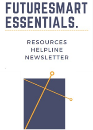 FUTURESMART
ESSENTIALS.
RESOURCES
HELPLINE
NEWSLETTER